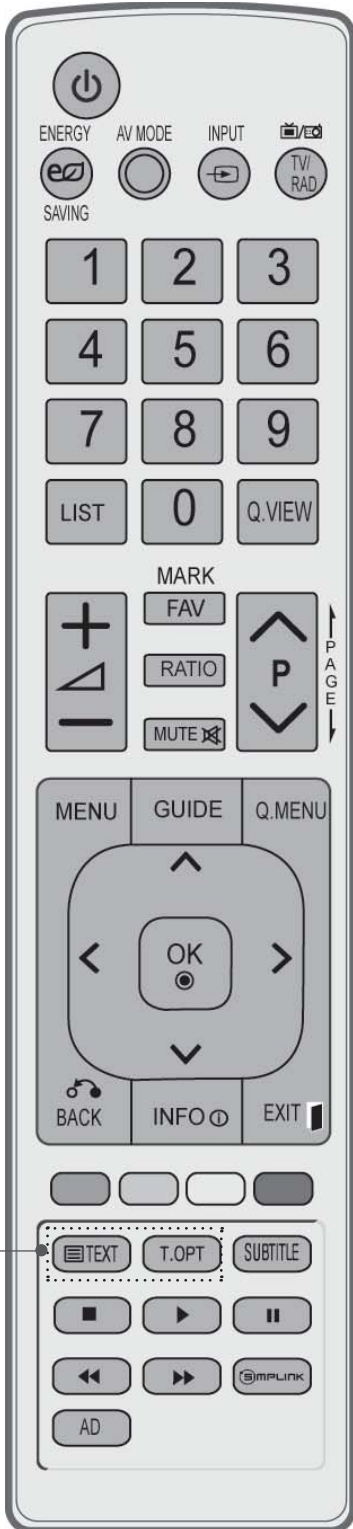 ENERGY AV MODE INPUT
TV/
RAD
SAVING
1 2 3
4 5 6
7 8 9
LIST 0 Q.VIEW
MARK
FAV
RATIO
P
PAGE
MUTE
MENU GUIDE Q.MENU
OK
BACK INFO EXIT
TEXT T.OPT SUBTITLE
SIMPLINK
AD